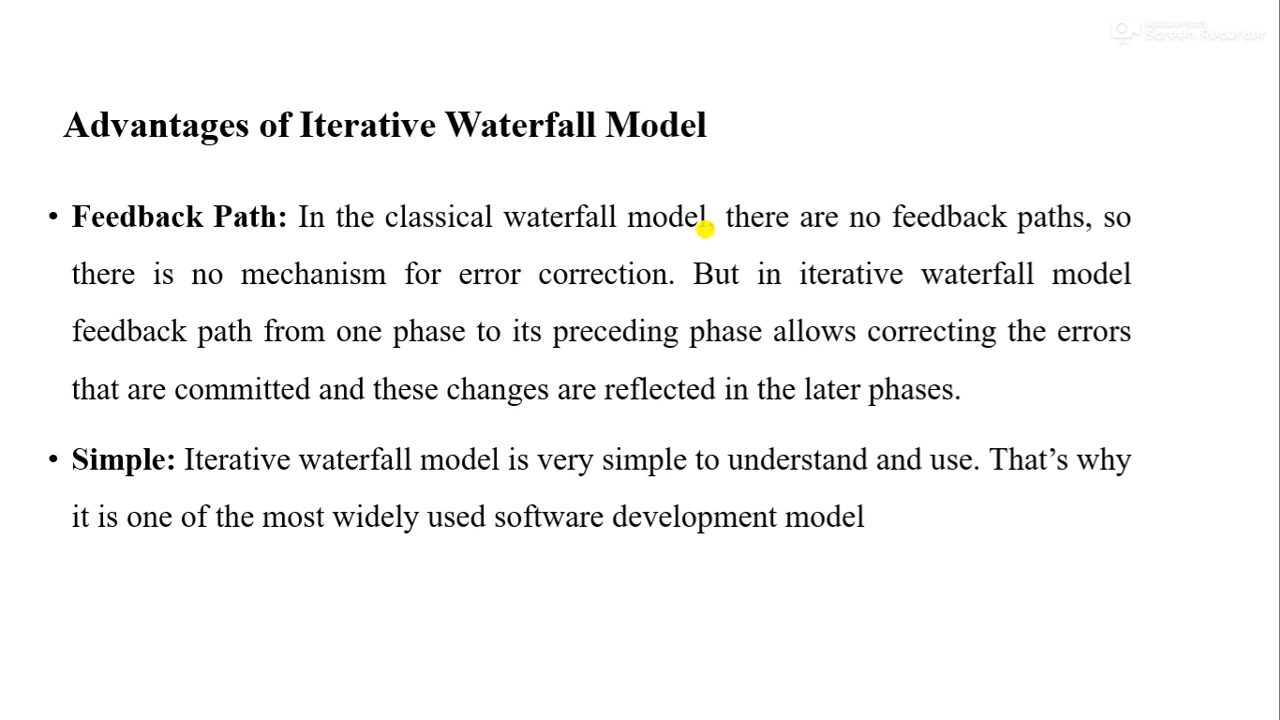 Apowersoft
Screen Recorder
Advantages of Iterative Waterfall Model
• Feedback Path: In the classical waterfall model, there are no feedback paths, so
there is no mechanism for error correction. But in iterative waterfall model
feedback path from one phase to its preceding phase allows correcting the errors
that are committed and these changes are reflected in the later phases.
• Simple: Iterative waterfall model is very simple to understand and use. That’s why
it is one of the most widely used software development model